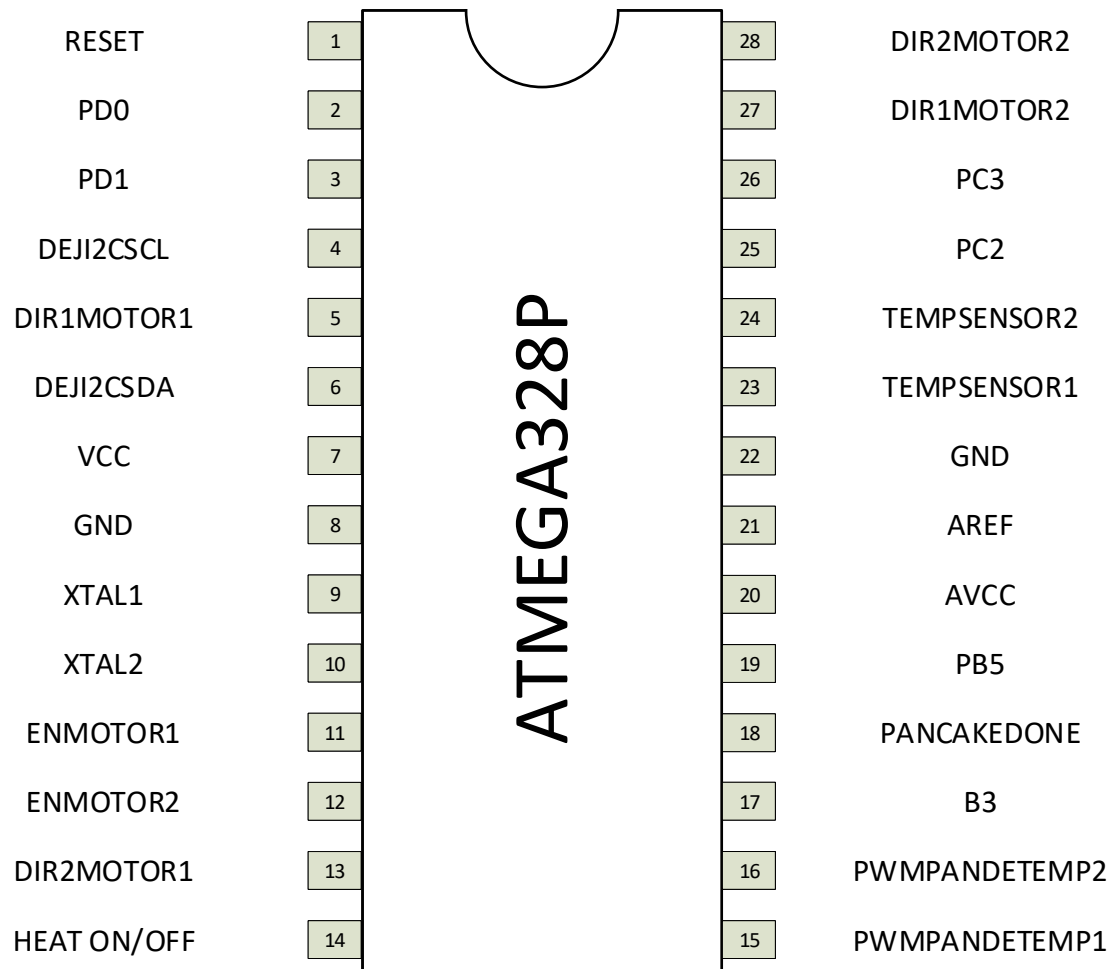 RESET 1 28 DIR2MOTOR2
PD0 2 27 DIR1MOTOR2
PD1 3 26 PC3
DEJI2CSCL 4 25 PC2
DIR1MOTOR1 5 24 TEMPSENSOR2
DEJI2CSDA 6 23 TEMPSENSOR1
VCC 7 22 GND
GND 8 21 AREF
XTAL1 9 20 AVCC
XTAL2 10 19 PB5
ENMOTOR1 11 18 PANCAKEDONE
ENMOTOR2 12 17 B3
DIR2MOTOR1 13 16 PWMPANDETEMP2
HEAT ON/OFF 14 15 PWMPANDETEMP1
ATMEGA328P